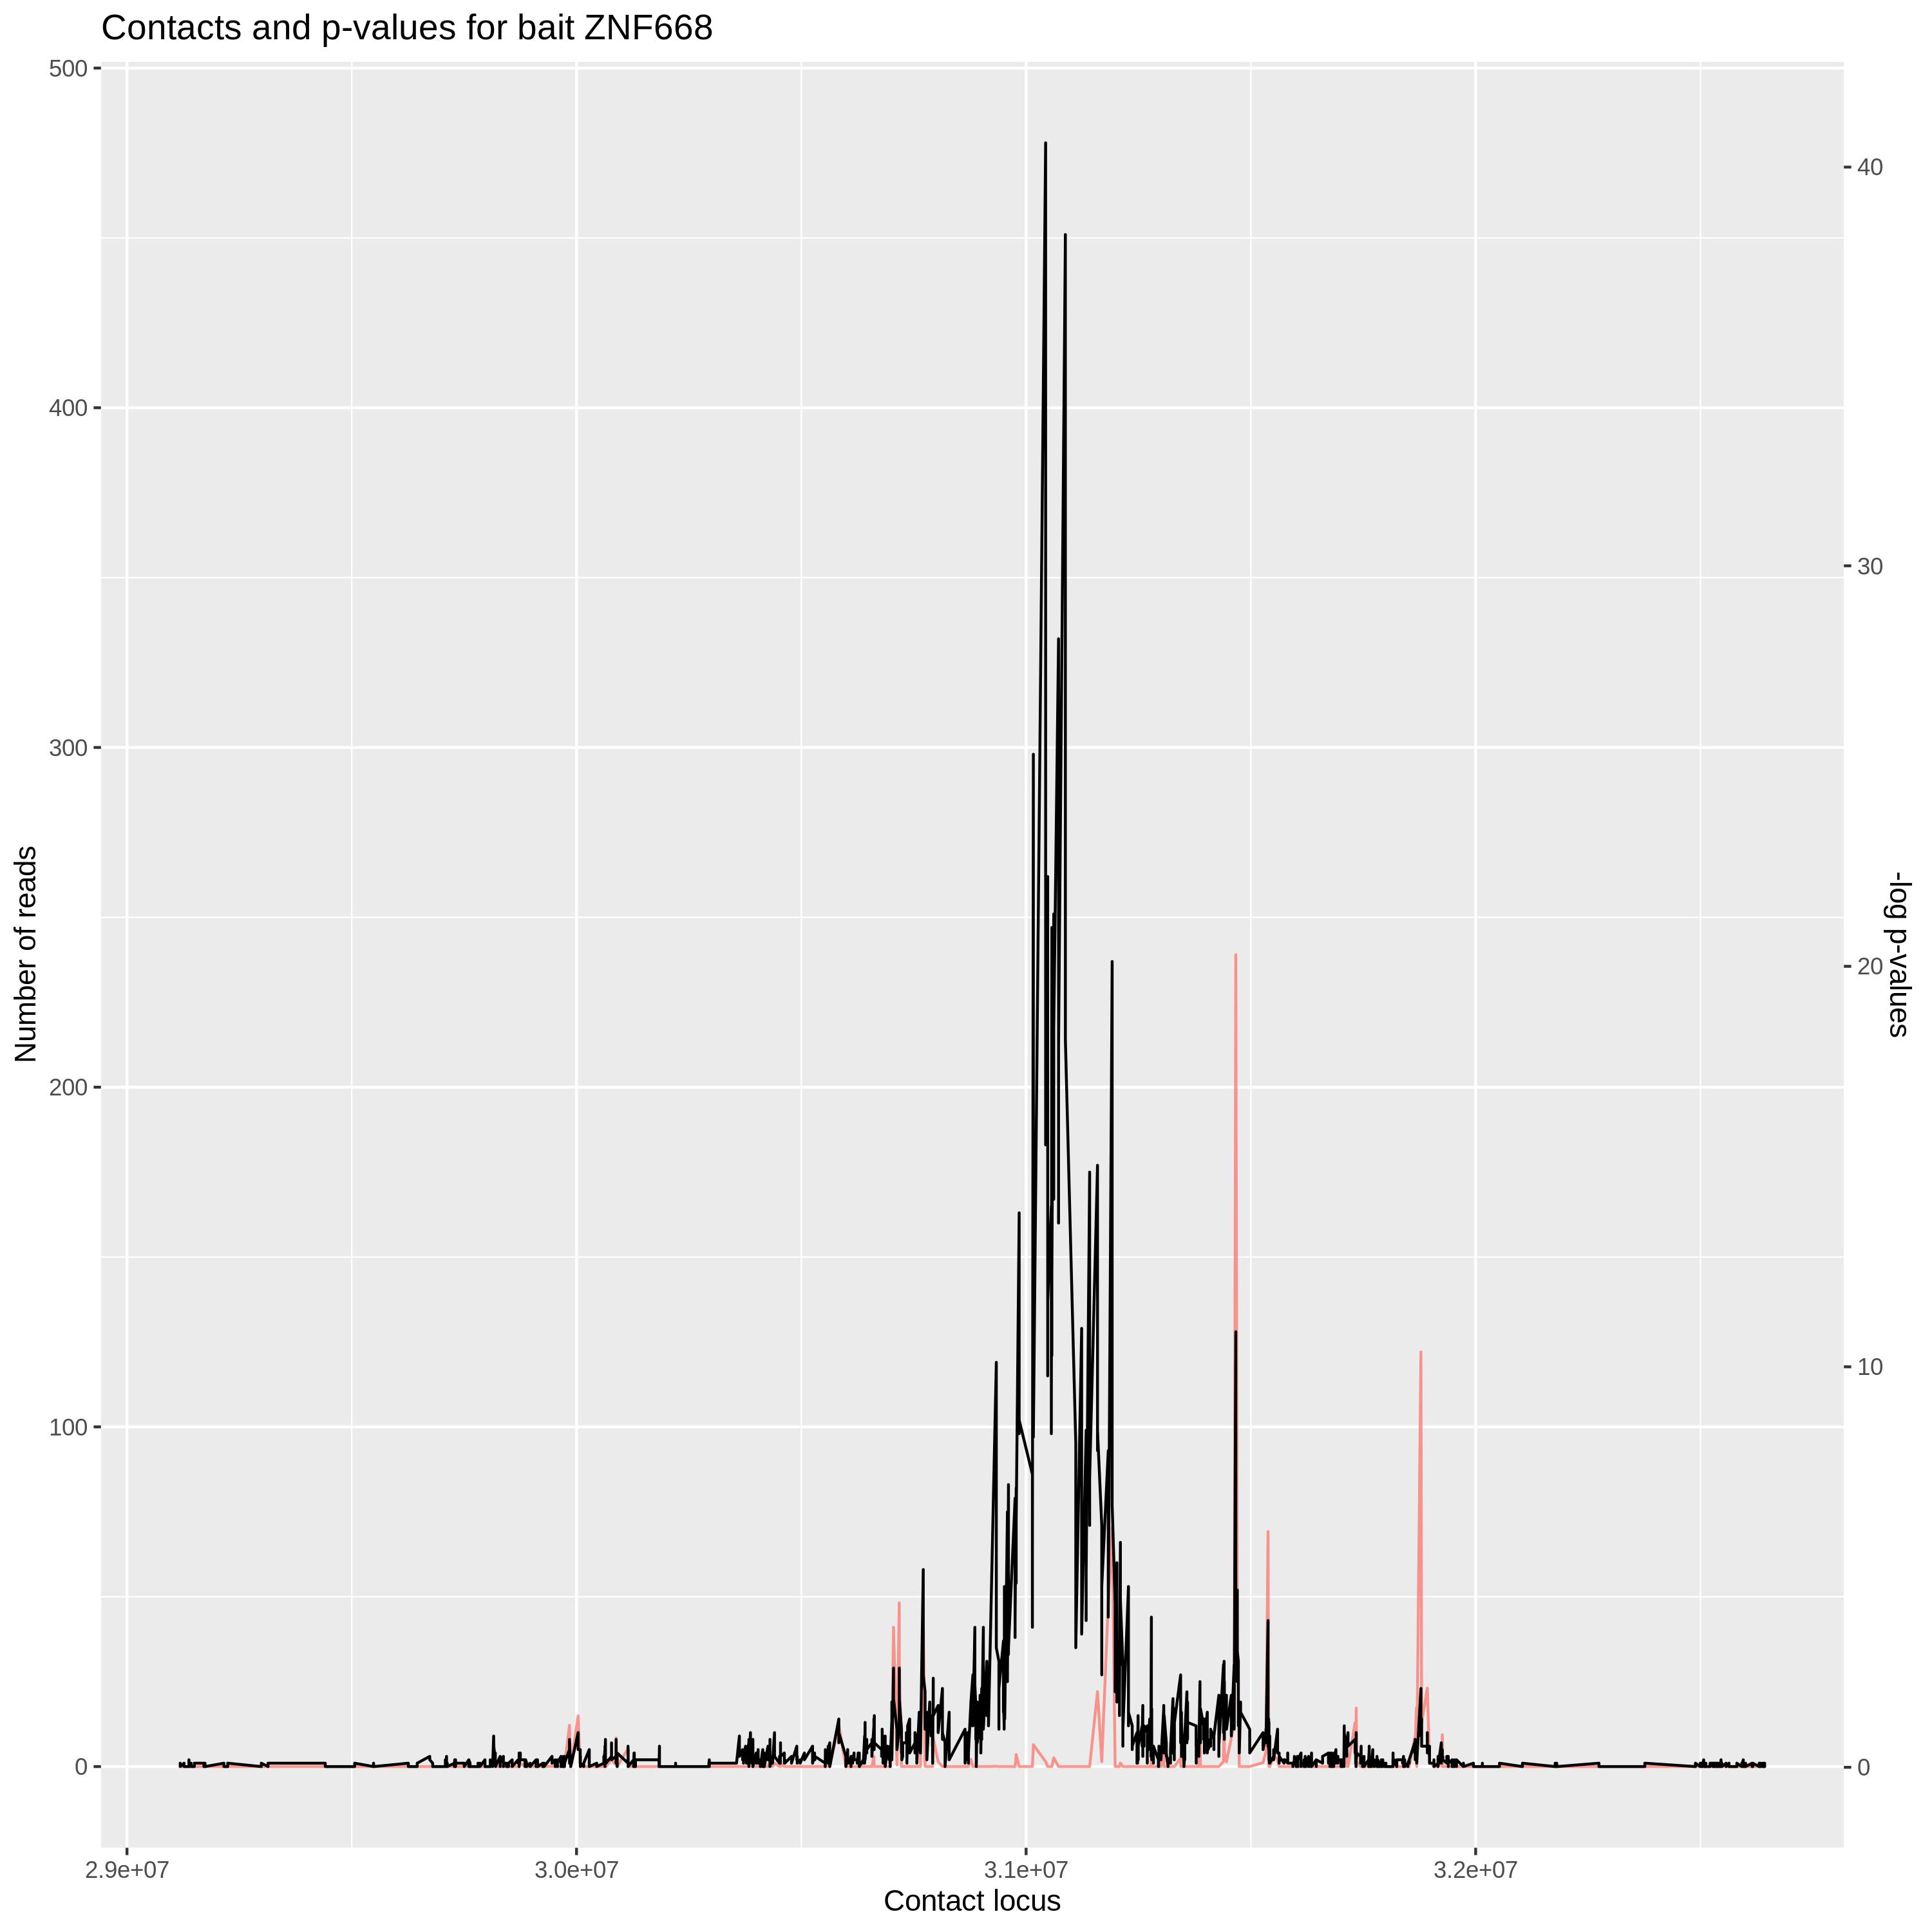 Contacts and p-values for bait ZNF668
500
400
300
200
100
0
Number of reads
40
30
20
10
0
-log p-values
2.9e+07
3.0e+07
3.1e+07
3.2e+07
Contact locus